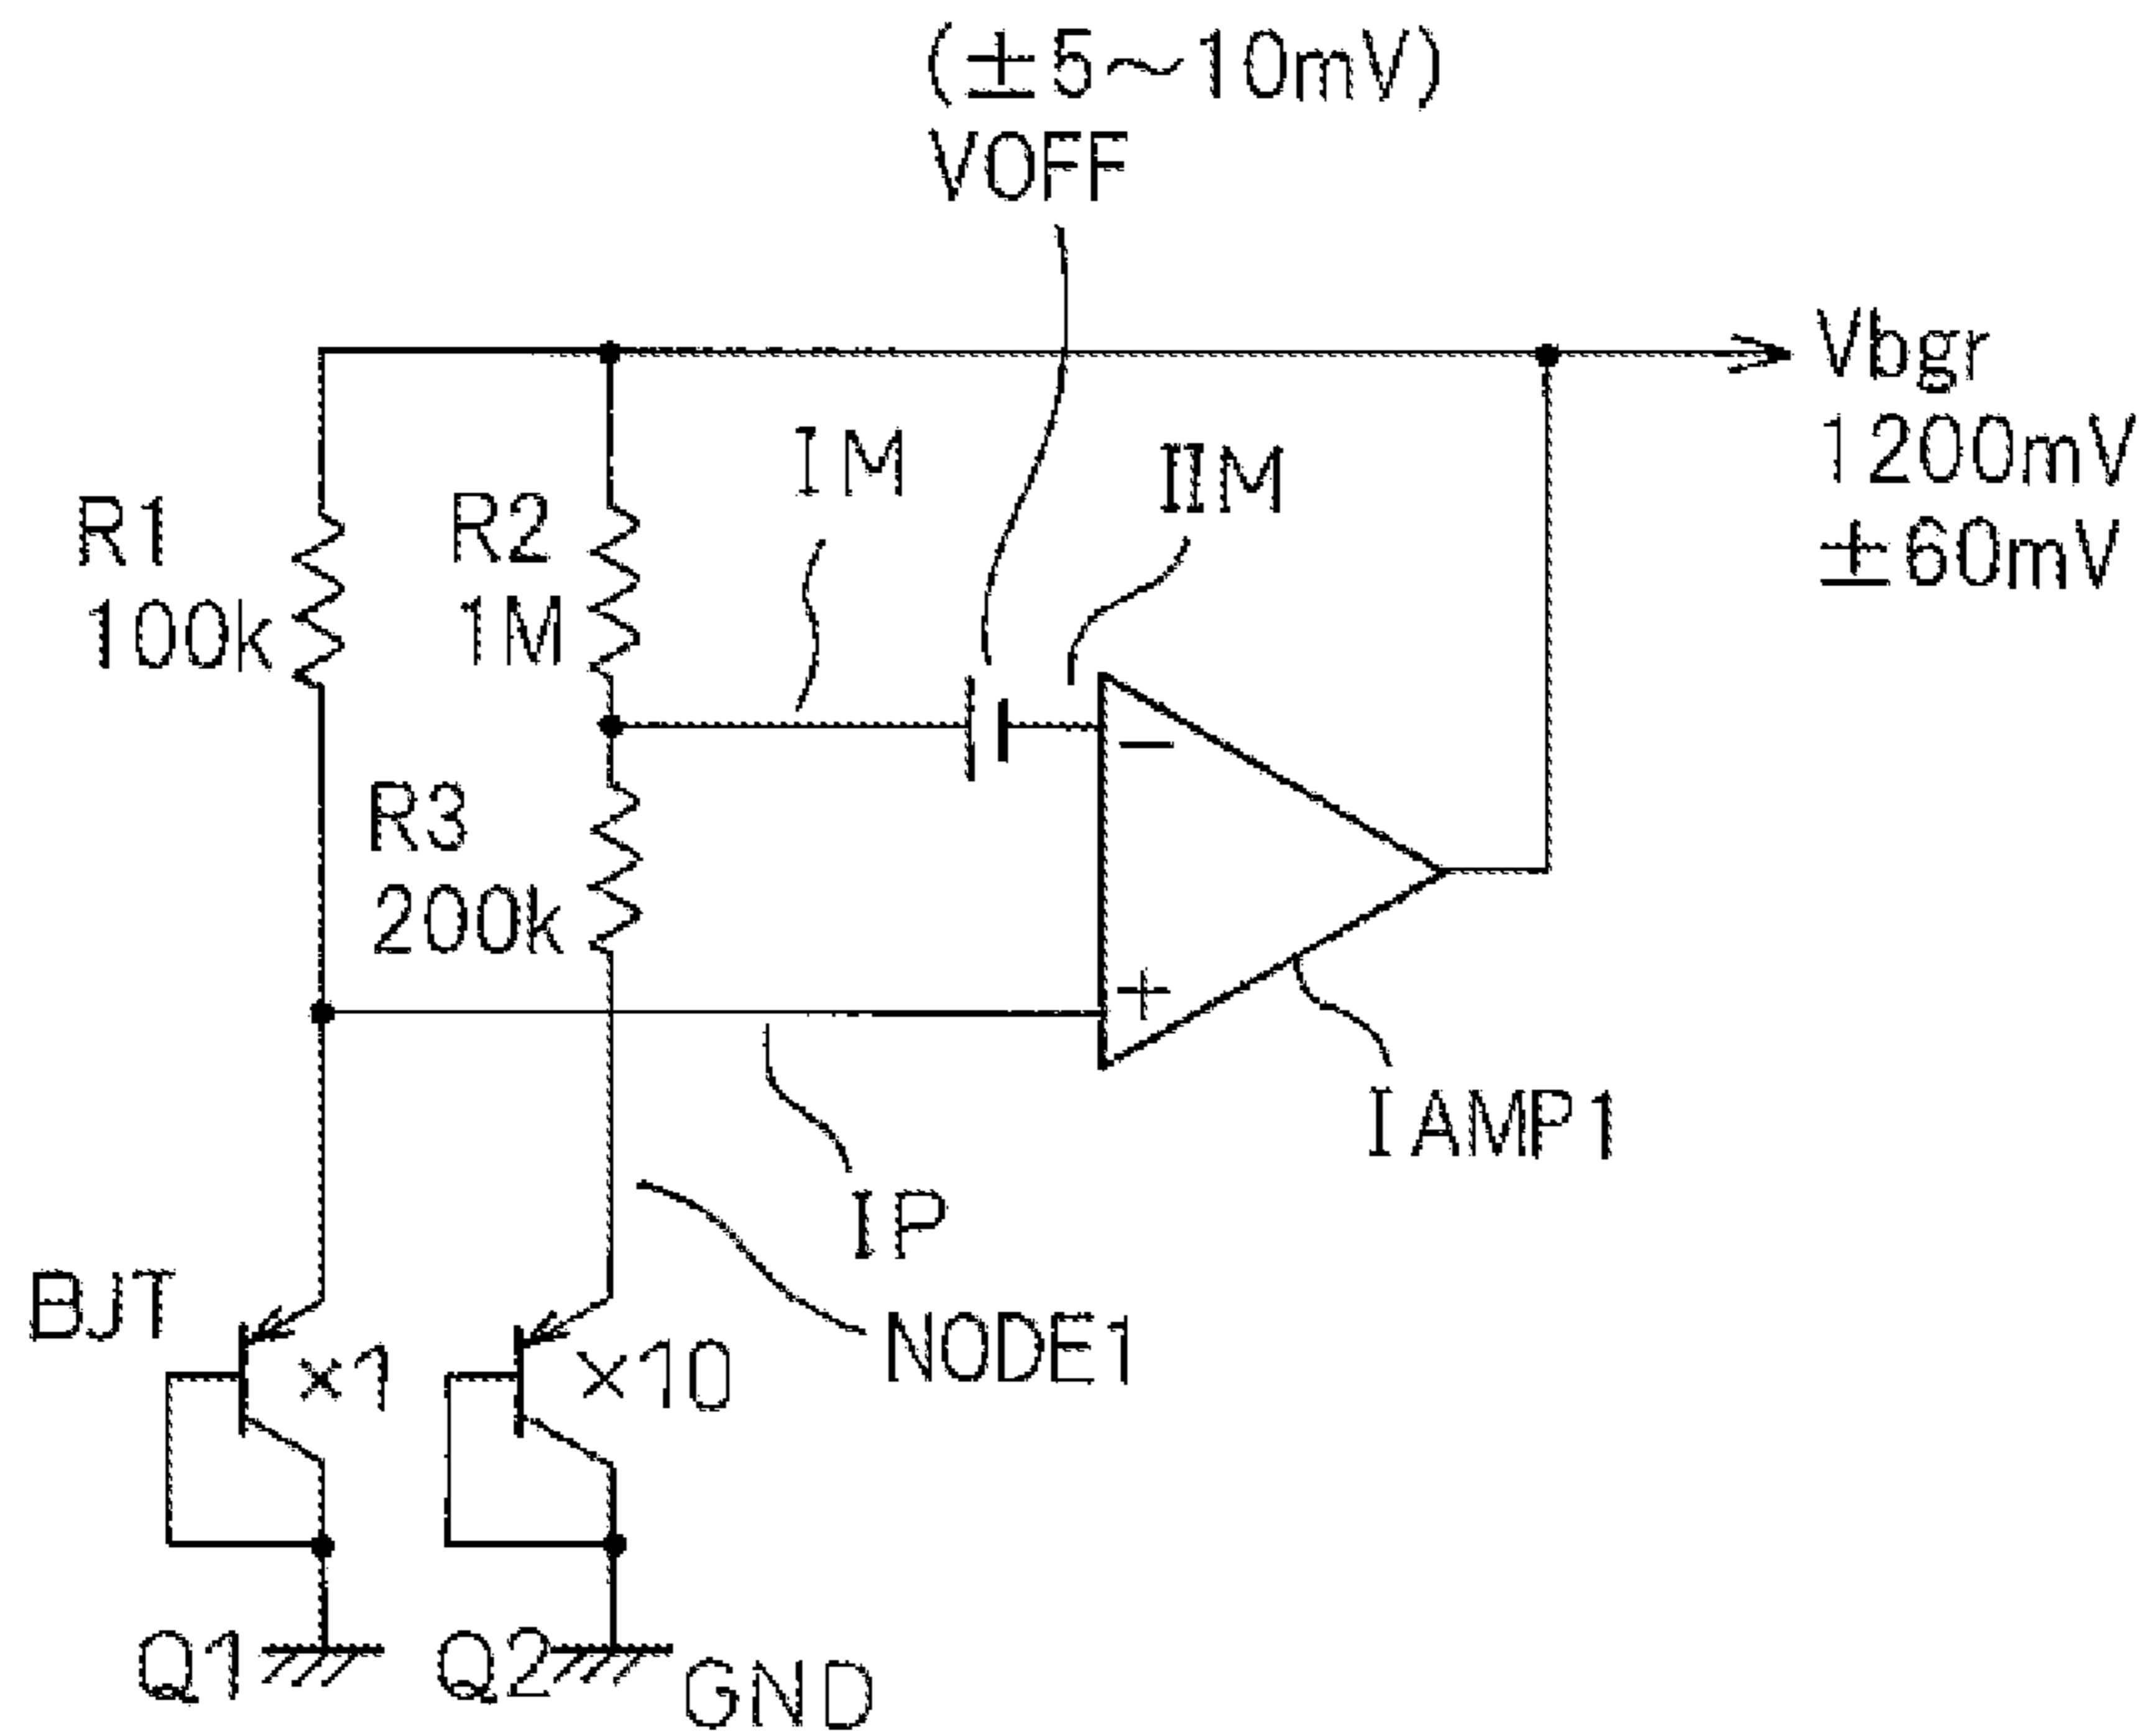 (±5～10mV)
VOFF
Vbgr
1200mV
±60mV
IM
IIM
R1
100k
R2
1M
R3
200k
−
+
IAMP1
IP
NODE1
BJT
×1
×10
Q1
Q2
GND